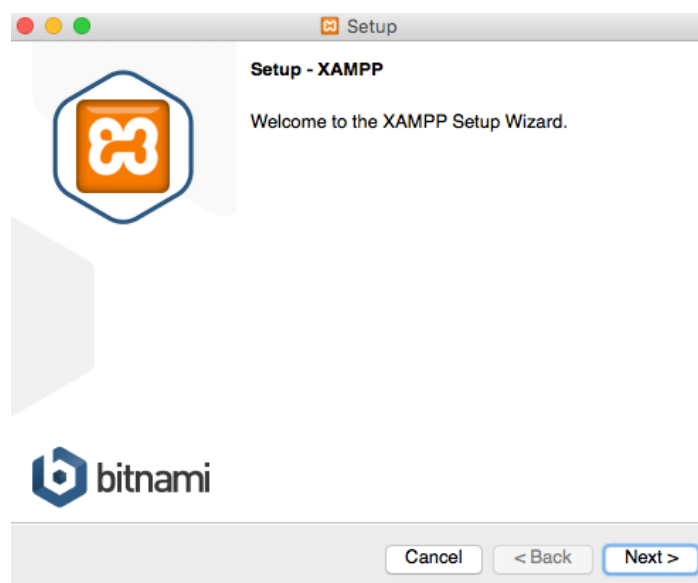 Setup
Setup - XAMPP
Welcome to the XAMPP Setup Wizard.
bitnami
Cancel
< Back
Next >